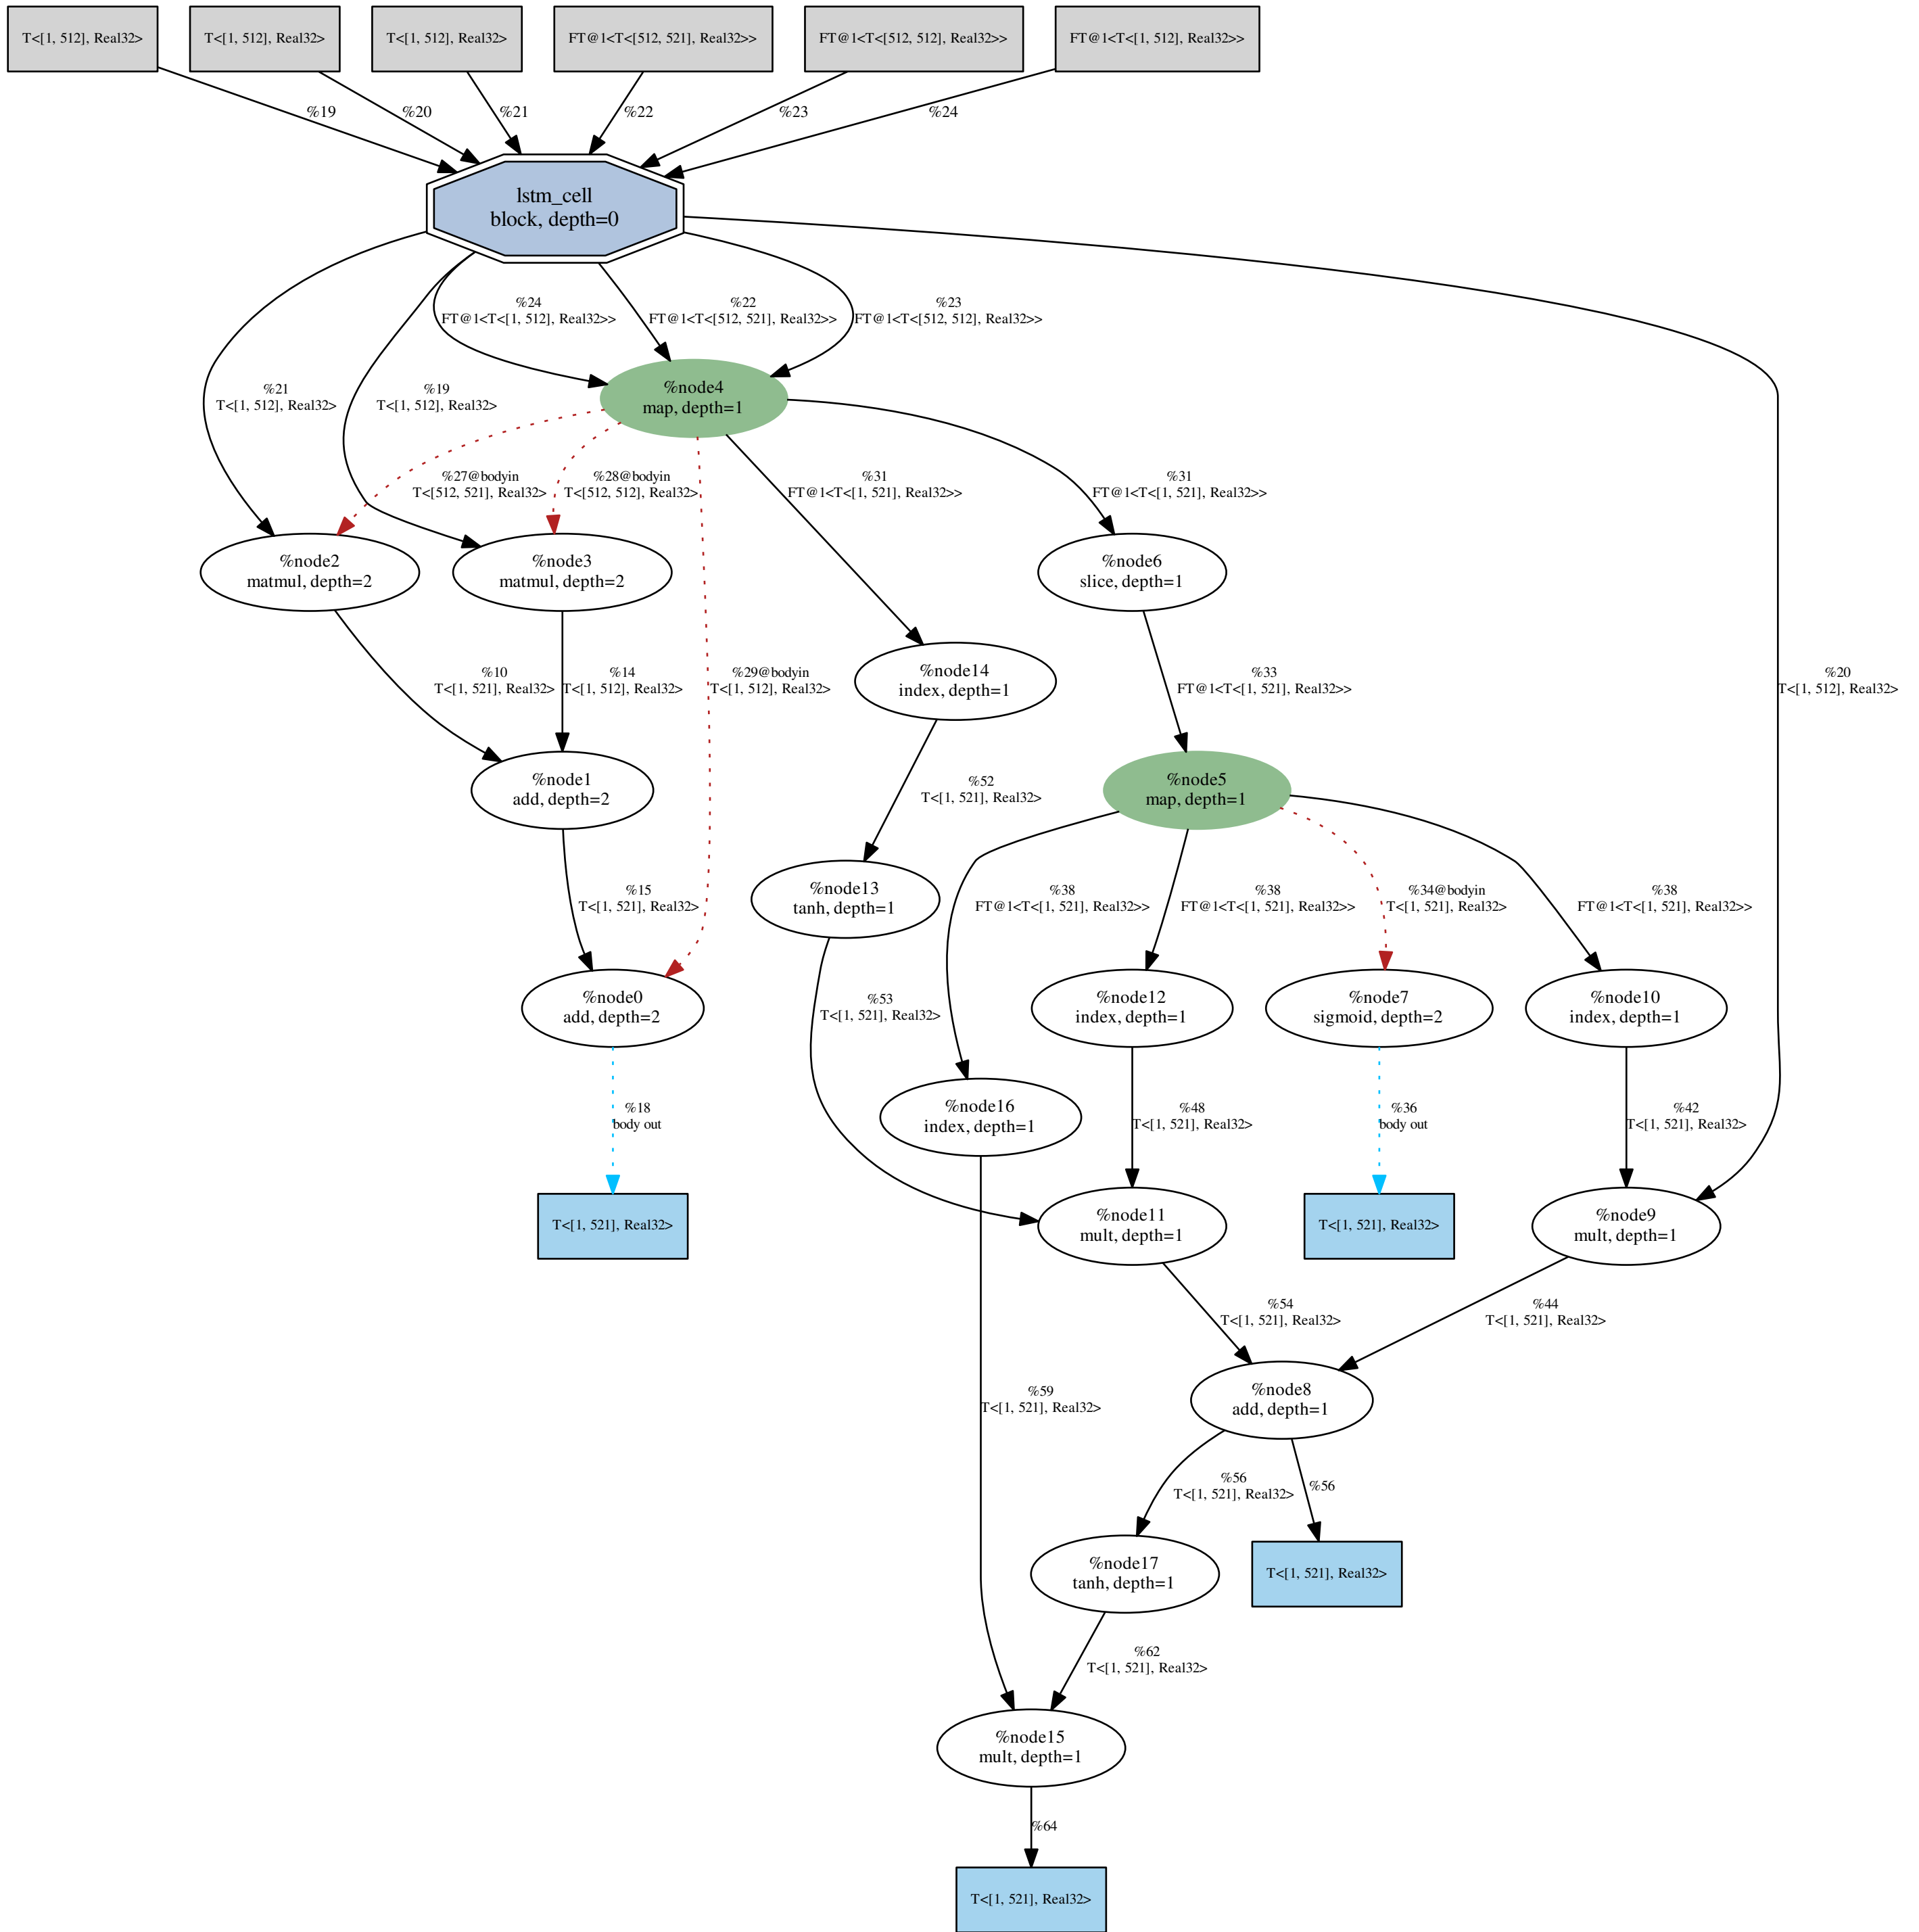 T<[1, 512], Real32>
T<[1, 512], Real32>
T<[1, 512], Real32>
FT@1<T<[512, 521], Real32>>
FT@1<T<[512, 512], Real32>>
FT@1<T<[1, 512], Real32>>
%19
%20
%21
%22
%23
%24
lstm_cell
block, depth=0
%24
FT@1<T<[1, 512], Real32>>
%22
FT@1<T<[512, 521], Real32>>
%23
FT@1<T<[512, 512], Real32>>
%21
T<[1, 512], Real32>
%19
T<[1, 512], Real32>
%node4
map, depth=1
%27@bodyin
T<[512, 521], Real32>
%28@bodyin
T<[512, 512], Real32>
%31
FT@1<T<[1, 521], Real32>>
%31
FT@1<T<[1, 521], Real32>>
%node2
matmul, depth=2
%node3
matmul, depth=2
%node6
slice, depth=1
%10
T<[1, 521], Real32>
%14
T<[1, 512], Real32>
%29@bodyin
T<[1, 512], Real32>
%node14
index, depth=1
%33
FT@1<T<[1, 521], Real32>>
%20
T<[1, 512], Real32>
%node1
add, depth=2
%52
T<[1, 521], Real32>
%node5
map, depth=1
%15
T<[1, 521], Real32>
%node13
tanh, depth=1
%38
FT@1<T<[1, 521], Real32>>
%38
FT@1<T<[1, 521], Real32>>
%34@bodyin
T<[1, 521], Real32>
%38
FT@1<T<[1, 521], Real32>>
%node0
add, depth=2
%53
T<[1, 521], Real32>
%node12
index, depth=1
%node7
sigmoid, depth=2
%node10
index, depth=1
%18
body out
%node16
index, depth=1
%48
T<[1, 521], Real32>
%36
body out
%42
T<[1, 521], Real32>
T<[1, 521], Real32>
%node11
mult, depth=1
T<[1, 521], Real32>
%node9
mult, depth=1
%54
T<[1, 521], Real32>
%44
T<[1, 521], Real32>
%59
T<[1, 521], Real32>
%node8
add, depth=1
%56
T<[1, 521], Real32>
%56
%node17
tanh, depth=1
T<[1, 521], Real32>
%62
T<[1, 521], Real32>
%node15
mult, depth=1
%64
T<[1, 521], Real32>